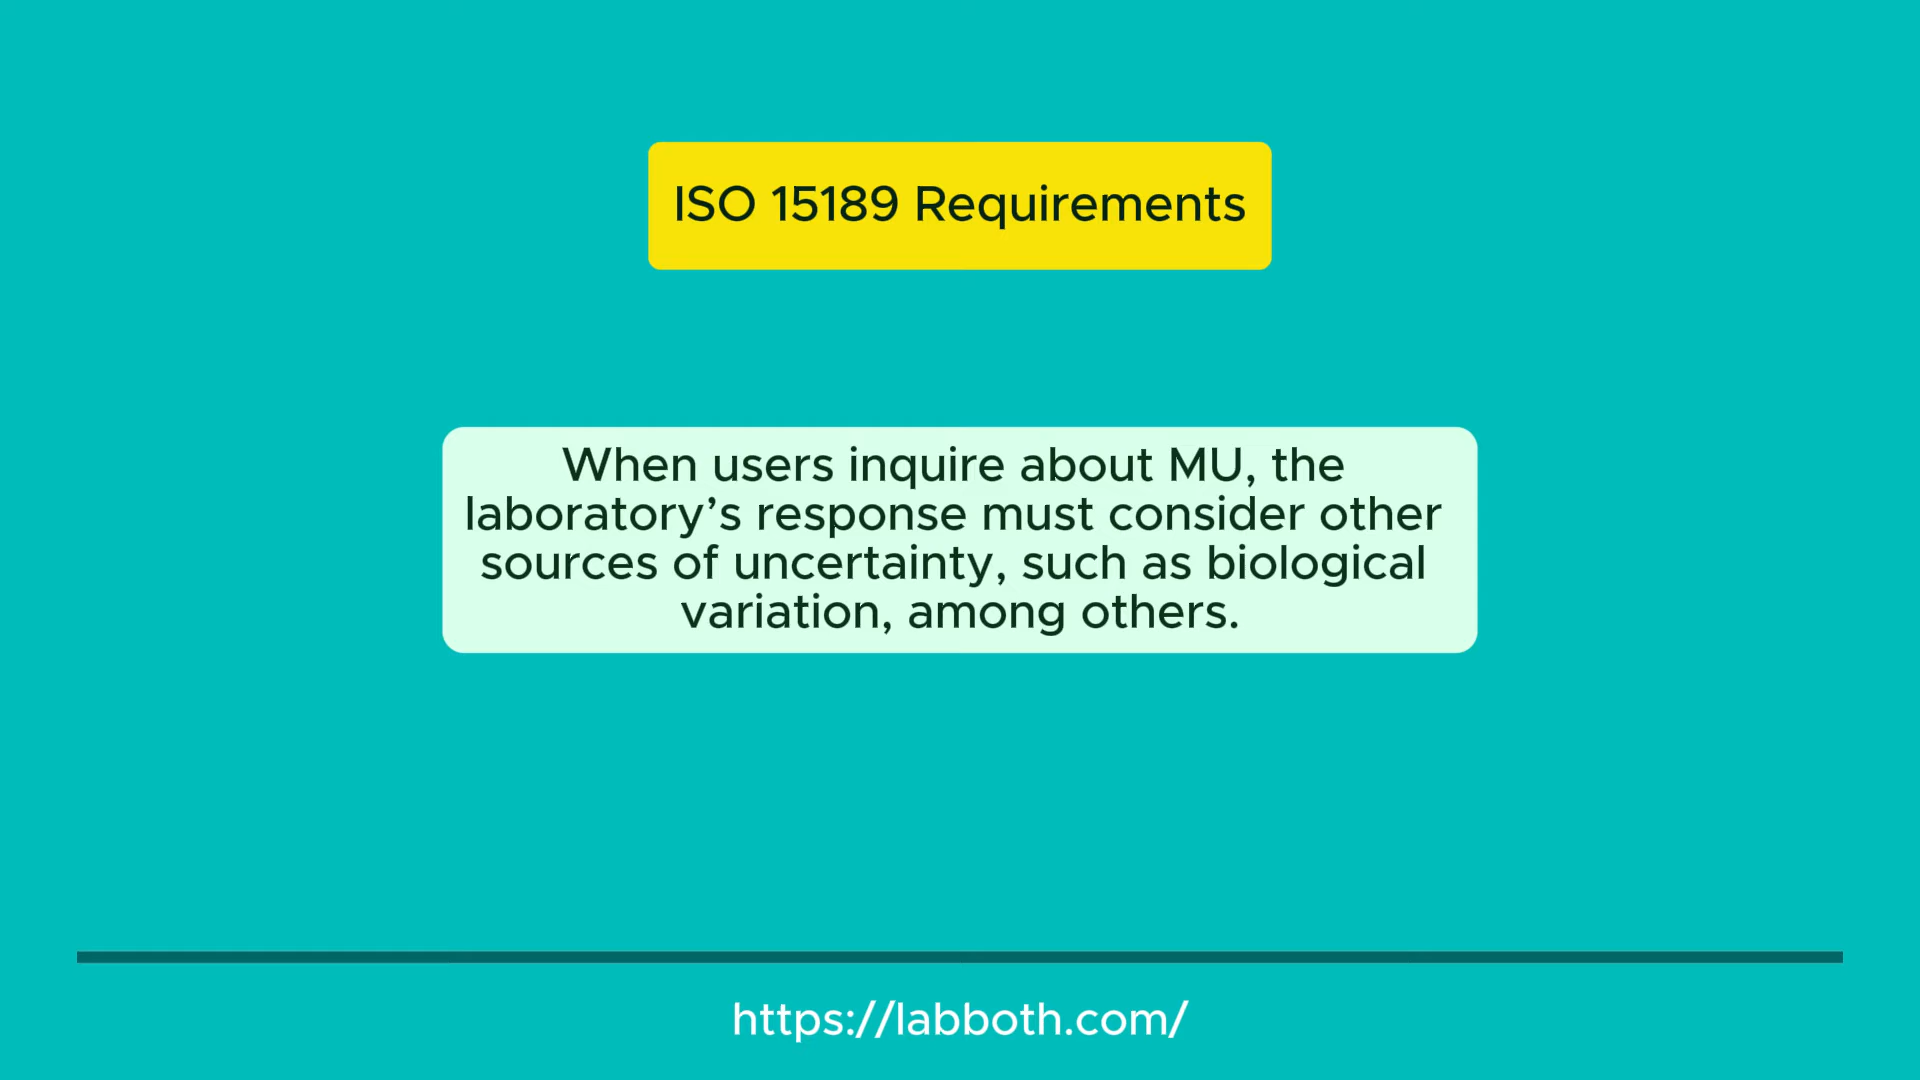 ISO 15189 Requirements
When users inquire about MU, the
laboratory’s response must consider other
sources of uncertainty, such as biological
variation, among others.
https://labboth.com/